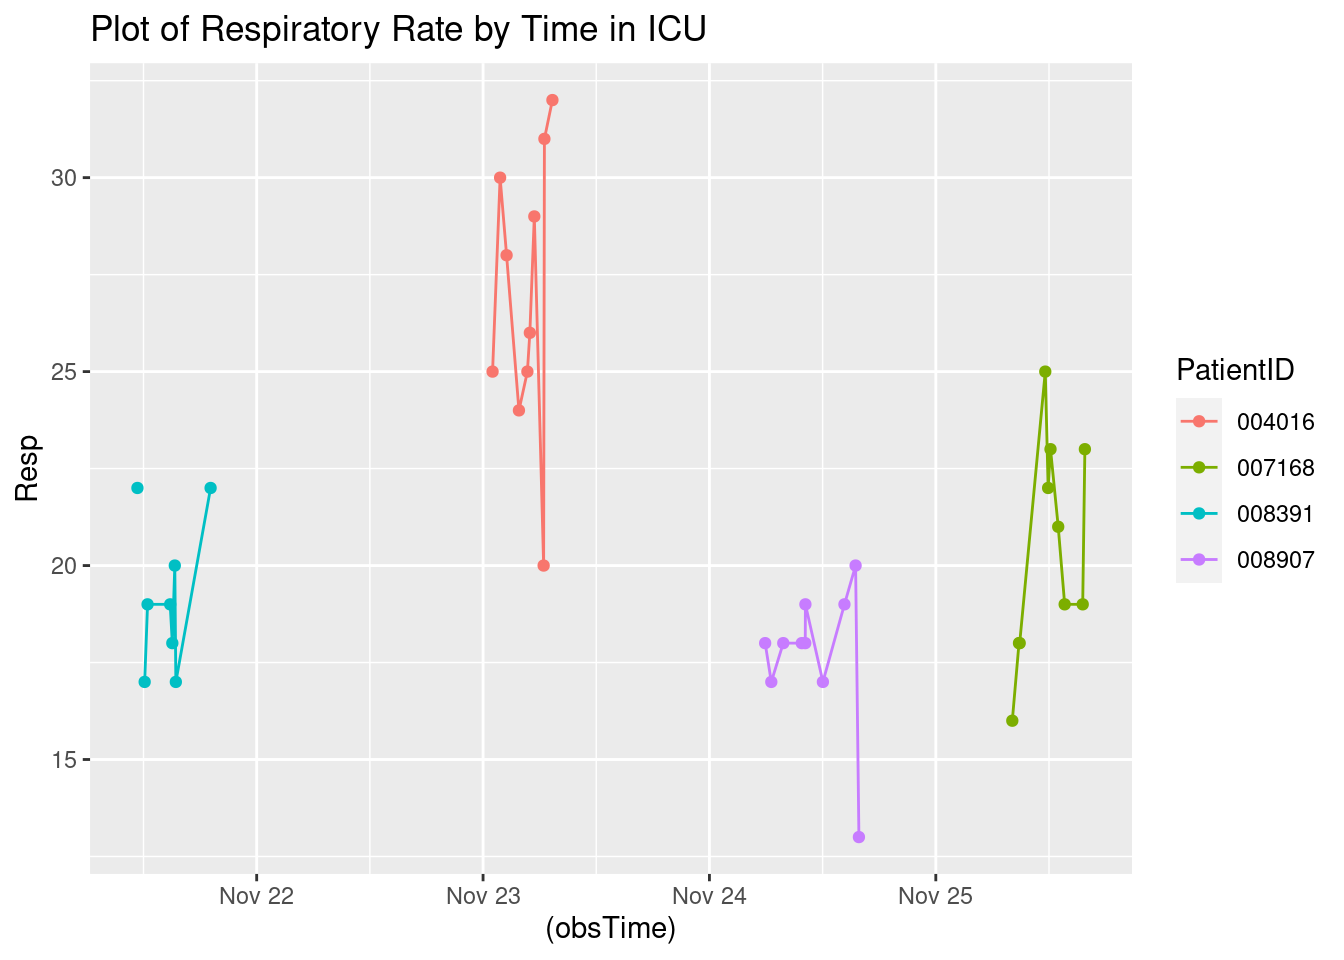 Plot of Respiratory Rate by Time in ICU
Resp
30
25
20
15
Nov 22
Nov 23
Nov 24
Nov 25
(obsTime)
PatientID
004016
007168
008391
008907